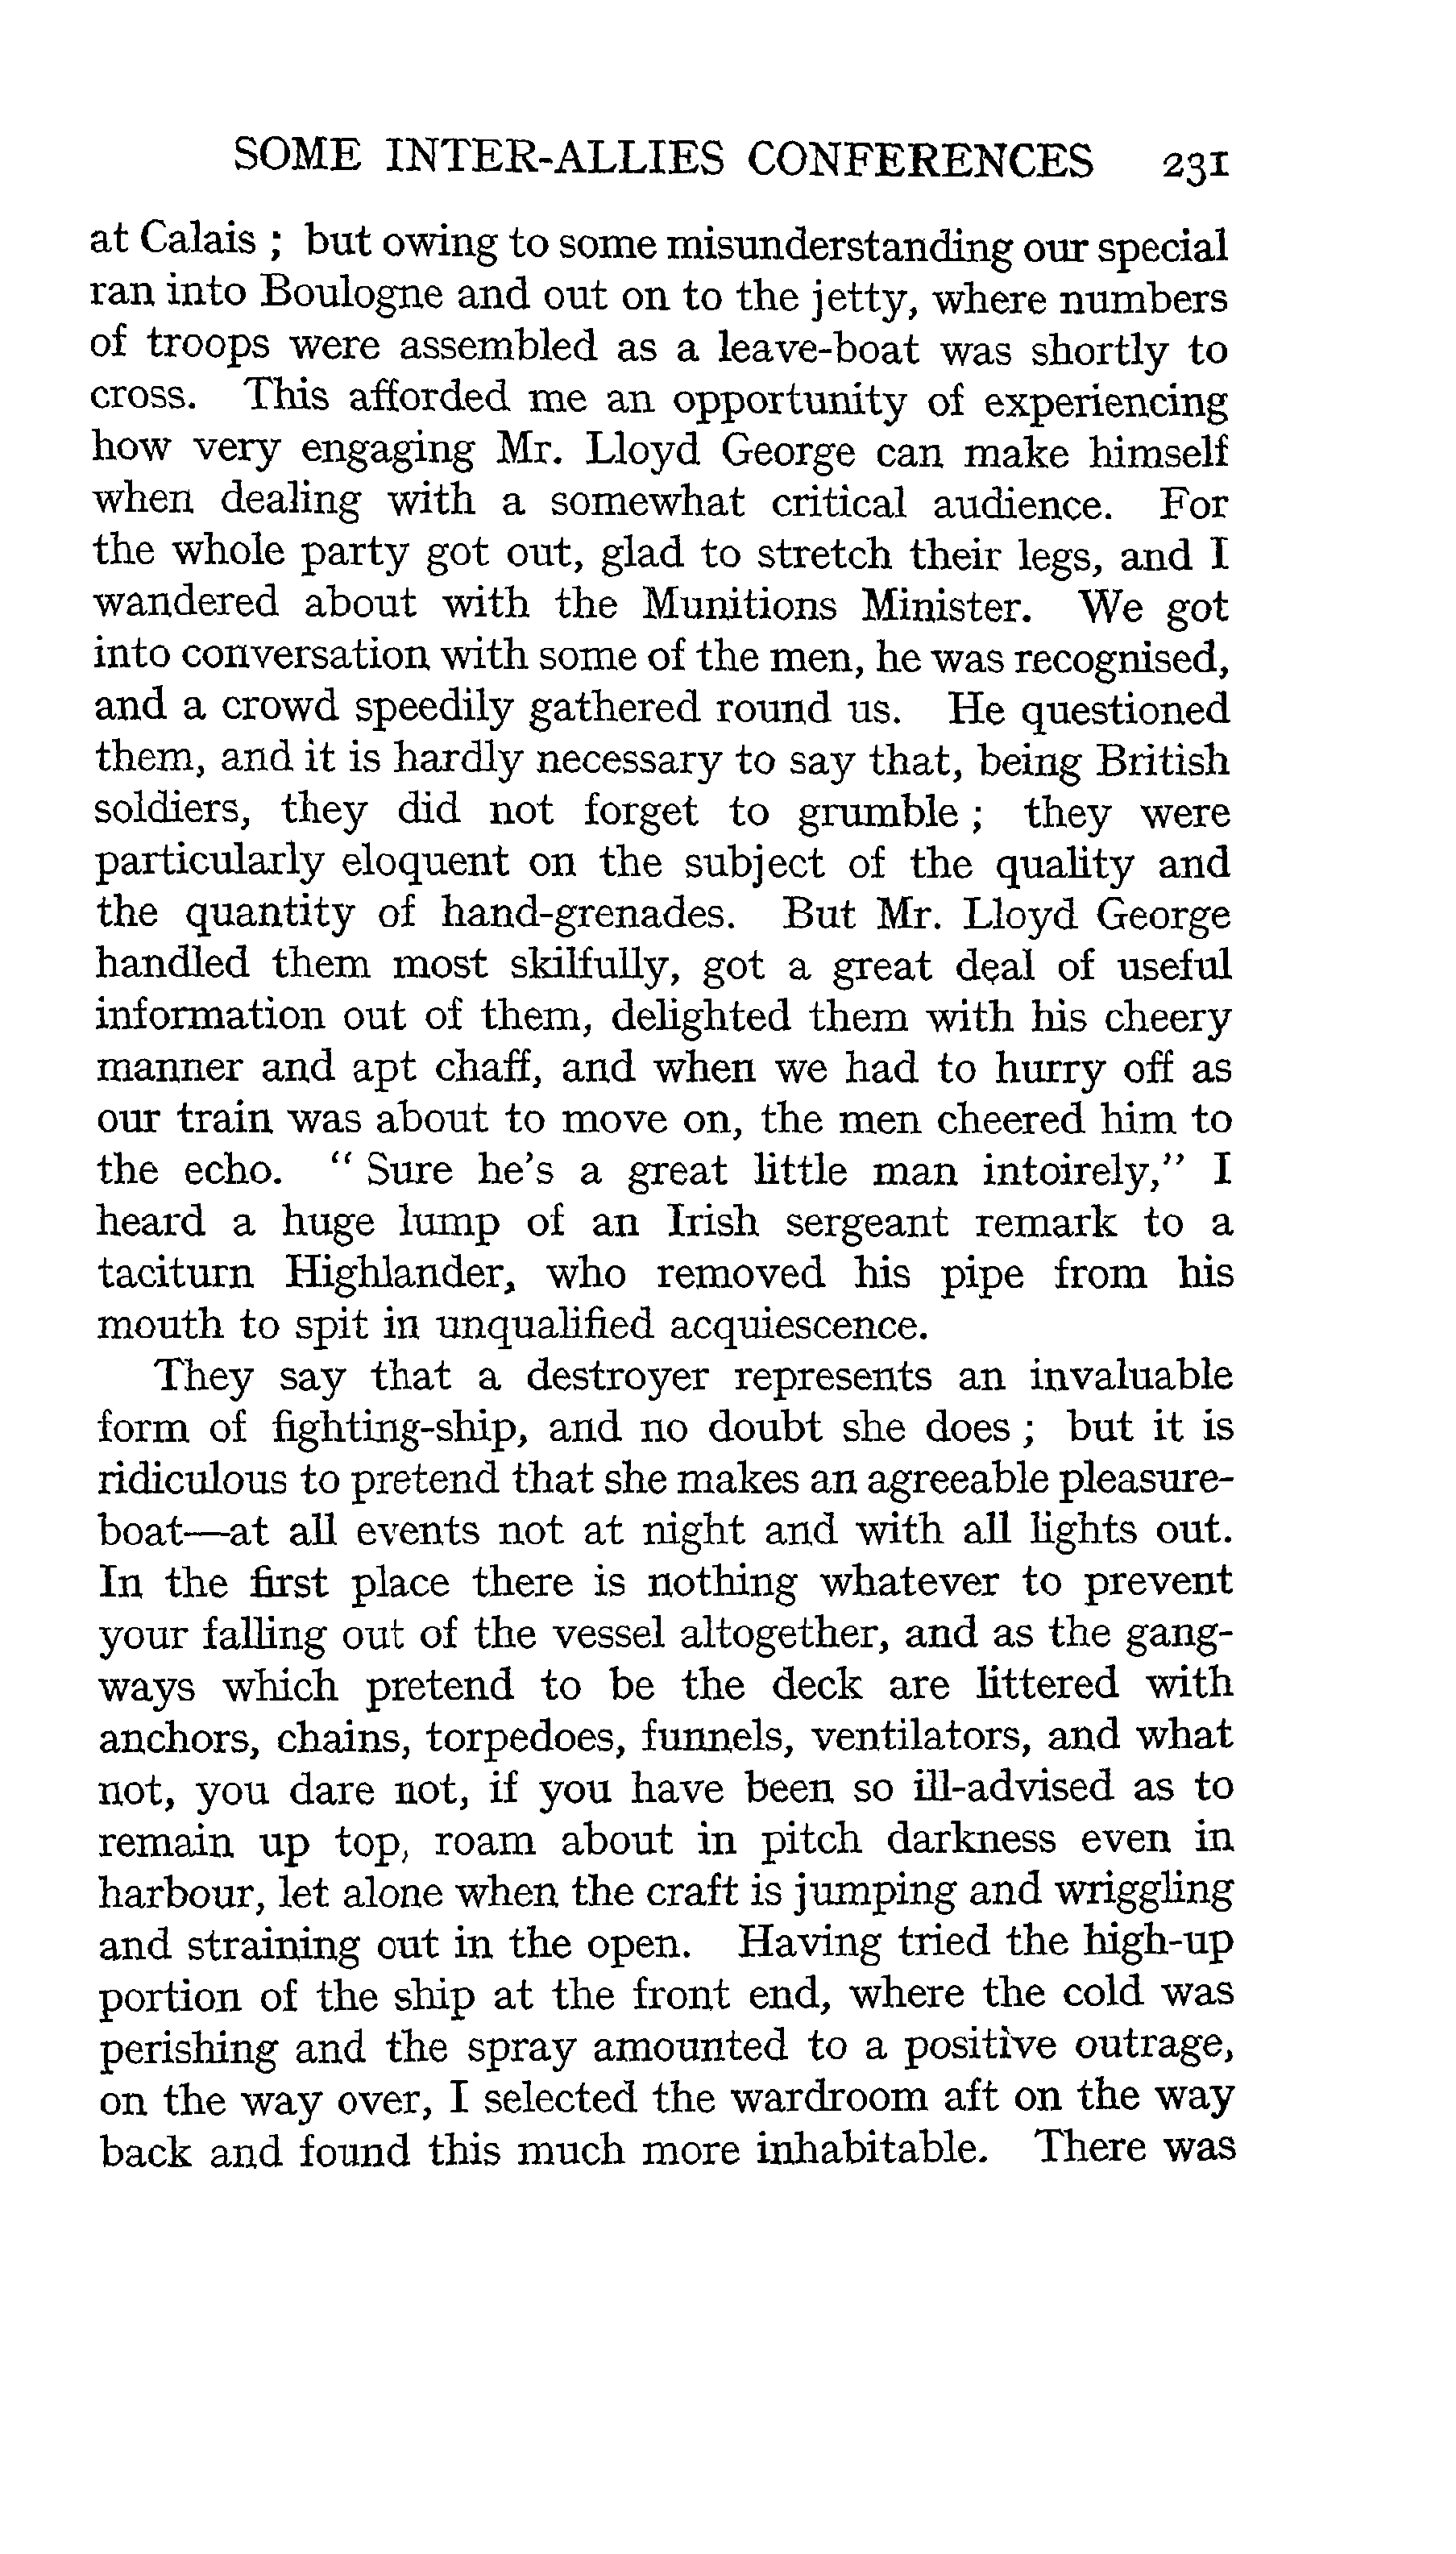 SOME INTER-ALLIES CONFERENCES 231
at Calais ; but owing to some misunderstanding our special
ran into Boulogne and out on to the jetty, where numbers
of troops were assembled as a leave-boat was shortly to
cross. This afforded me an opportunity of experiencing
how very engaging Mr. Lloyd George can make himself
when dealing with a somewhat critical audience. For
the whole party got out, glad to stretch their legs, and I
wandered about with the Munitions Minister. We got
into conversation with some of the men, he was recognised,
and a crowd speedily gathered round us. He questioned
them, and it is hardly necessary to say that, being British
soldiers, they did not forget to grumble ; they were
particularly eloquent on the subject of the quality and
the quantity of hand-grenades. But Mr. Lloyd George
handled them most skilfully, got a great deal of useful
information out of them, delighted them with his cheery
manner and apt chaff, and when we had to hurry off as
our train was about to move on, the men cheered him to
the echo. " Sure he's a great little man intoirely," I
heard a huge lump of an Irish sergeant remark to a
taciturn Highlander, who removed his pipe from his
mouth to spit in unqualified acquiescence.
They say that a destroyer represents an invaluable
form of fighting-ship, and no doubt she does ; but it is
ridiculous to pretend that she makes an agreeable pleasure-
boat—at all events not at night and with all lights out.
In the first place there is nothing whatever to prevent
your falling out of the vessel altogether, and as the gang-
ways which pretend to be the deck are littered with
anchors, chains, torpedoes, funnels, ventilators, and what
not, you dare not, if you have been so ill-advised as to
remain up top, roam about in pitch darkness even in
harbour, let alone when the craft is jumping and wriggling
and straining out in the open. Having tried the high-up
portion of the ship at the front end, where the cold was
perishing and the spray amounted to a positive outrage,
on the way over, I selected the wardroom aft on the way
back and found this much more inhabitable. There was